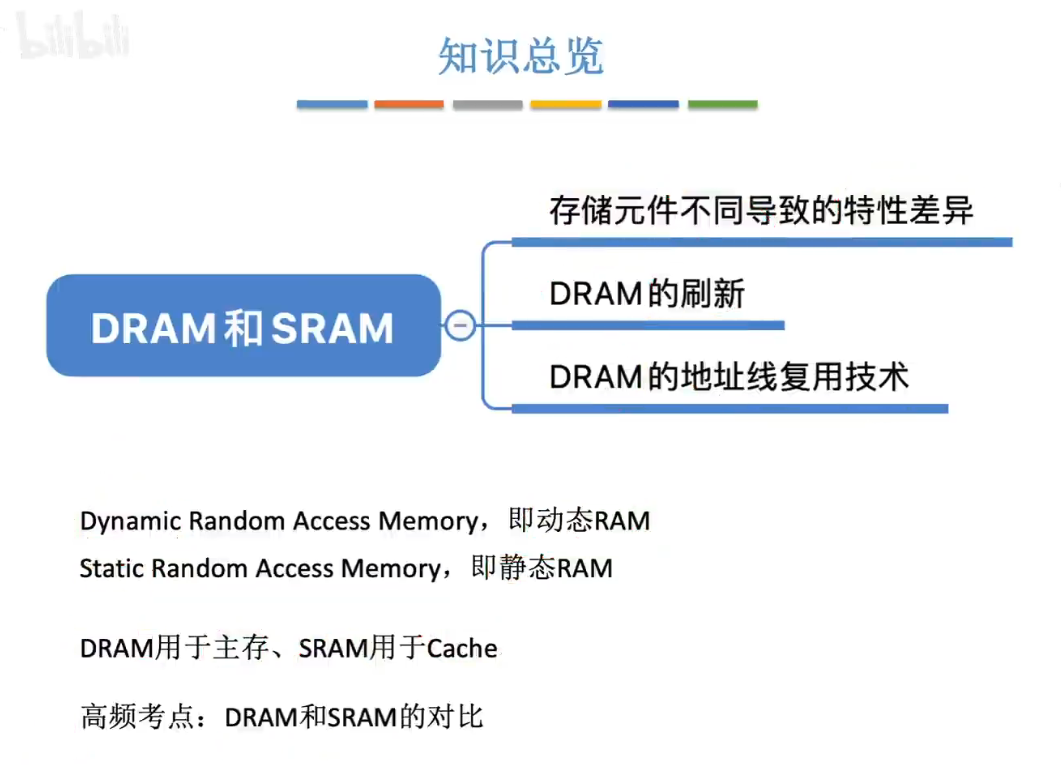 bilibili
知识总览
存储元件不同导致的特性差异
DRAM的刷新
DRAM和SRAM
DRAM的地址线复用技术
Dynamic Random Access Memory，即动态RAM
Static Random Access Memory，即静态RAM
DRAM用于主存、SRAM用于Cache
高频考点：DRAM和SRAM的对比